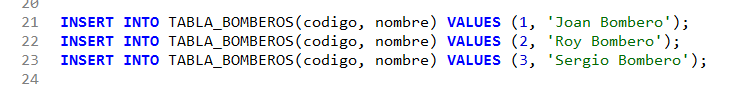 20
21 INSERT INTO TABLA_BOMBEROS(codigo, nombre) VALUES (1, 'Joan Bombero');
22 INSERT INTO TABLA_BOMBEROS(codigo, nombre) VALUES (2, 'Roy Bombero');
23 INSERT INTO TABLA_BOMBEROS(codigo, nombre) VALUES (3, 'Sergio Bombero');
24